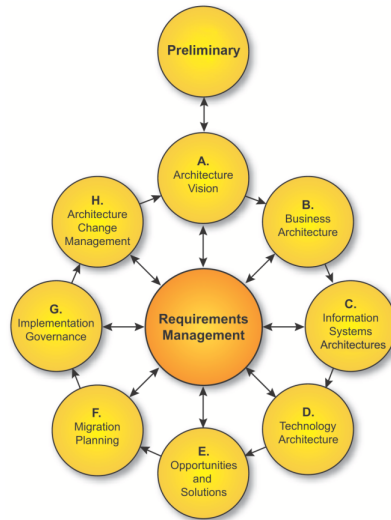 Preliminary
A.
Architecture
Vision
H.
Architecture
Change
Management
B.
Business
Architecture
G.
Implementation
Governance
Requirements
Management
C.
Information
Systems
Architectures
F.
Migration
Planning
D.
Technology
Architecture
E.
Opportunities
and
Solutions